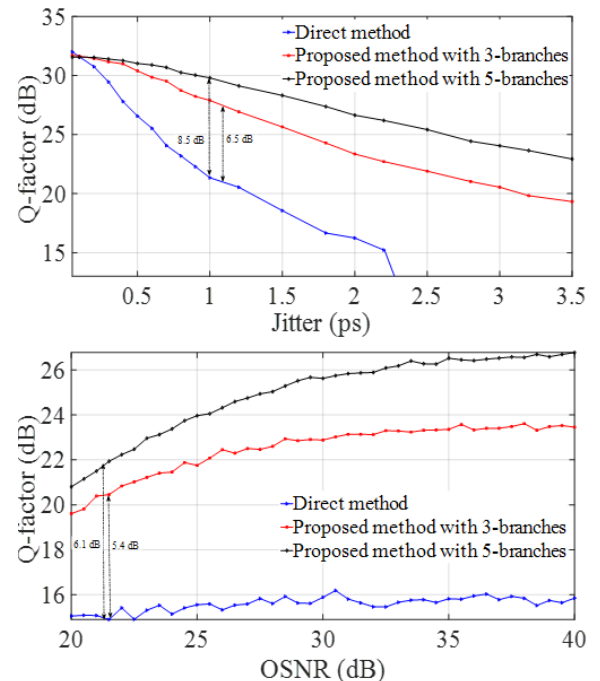 35
30
25
20
15
Q-factor (dB)
Direct method
Proposed method with 3-branches
Proposed method with 5-branches
8.5 dB
6.5 dB
0.5
1
1.5
2
2.5
3
3.5
Jitter (ps)
26
24
22
20
18
16
Q-factor (dB)
Direct method
Proposed method with 3-branches
Proposed method with 5-branches
6.1 dB
5.4 dB
20
25
30
35
40
OSNR (dB)